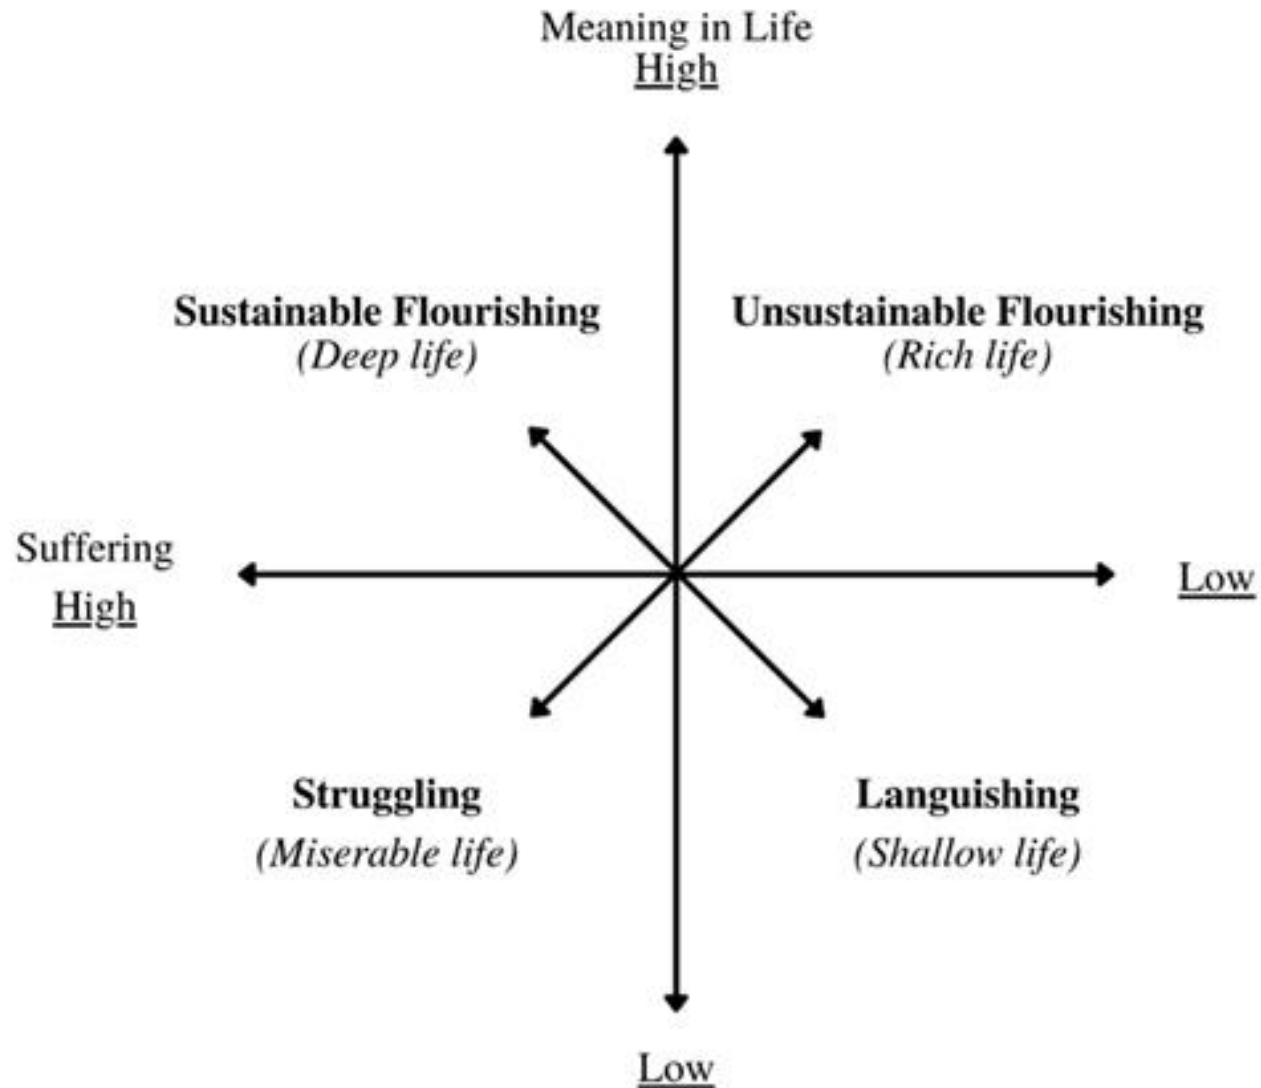 Meaning in Life
High
Sustainable Flourishing
(Deep life)
Unsustainable Flourishing
(Rich life)
Suffering
High
Low
Struggling
(Miserable life)
Languishing
(Shallow life)
Low